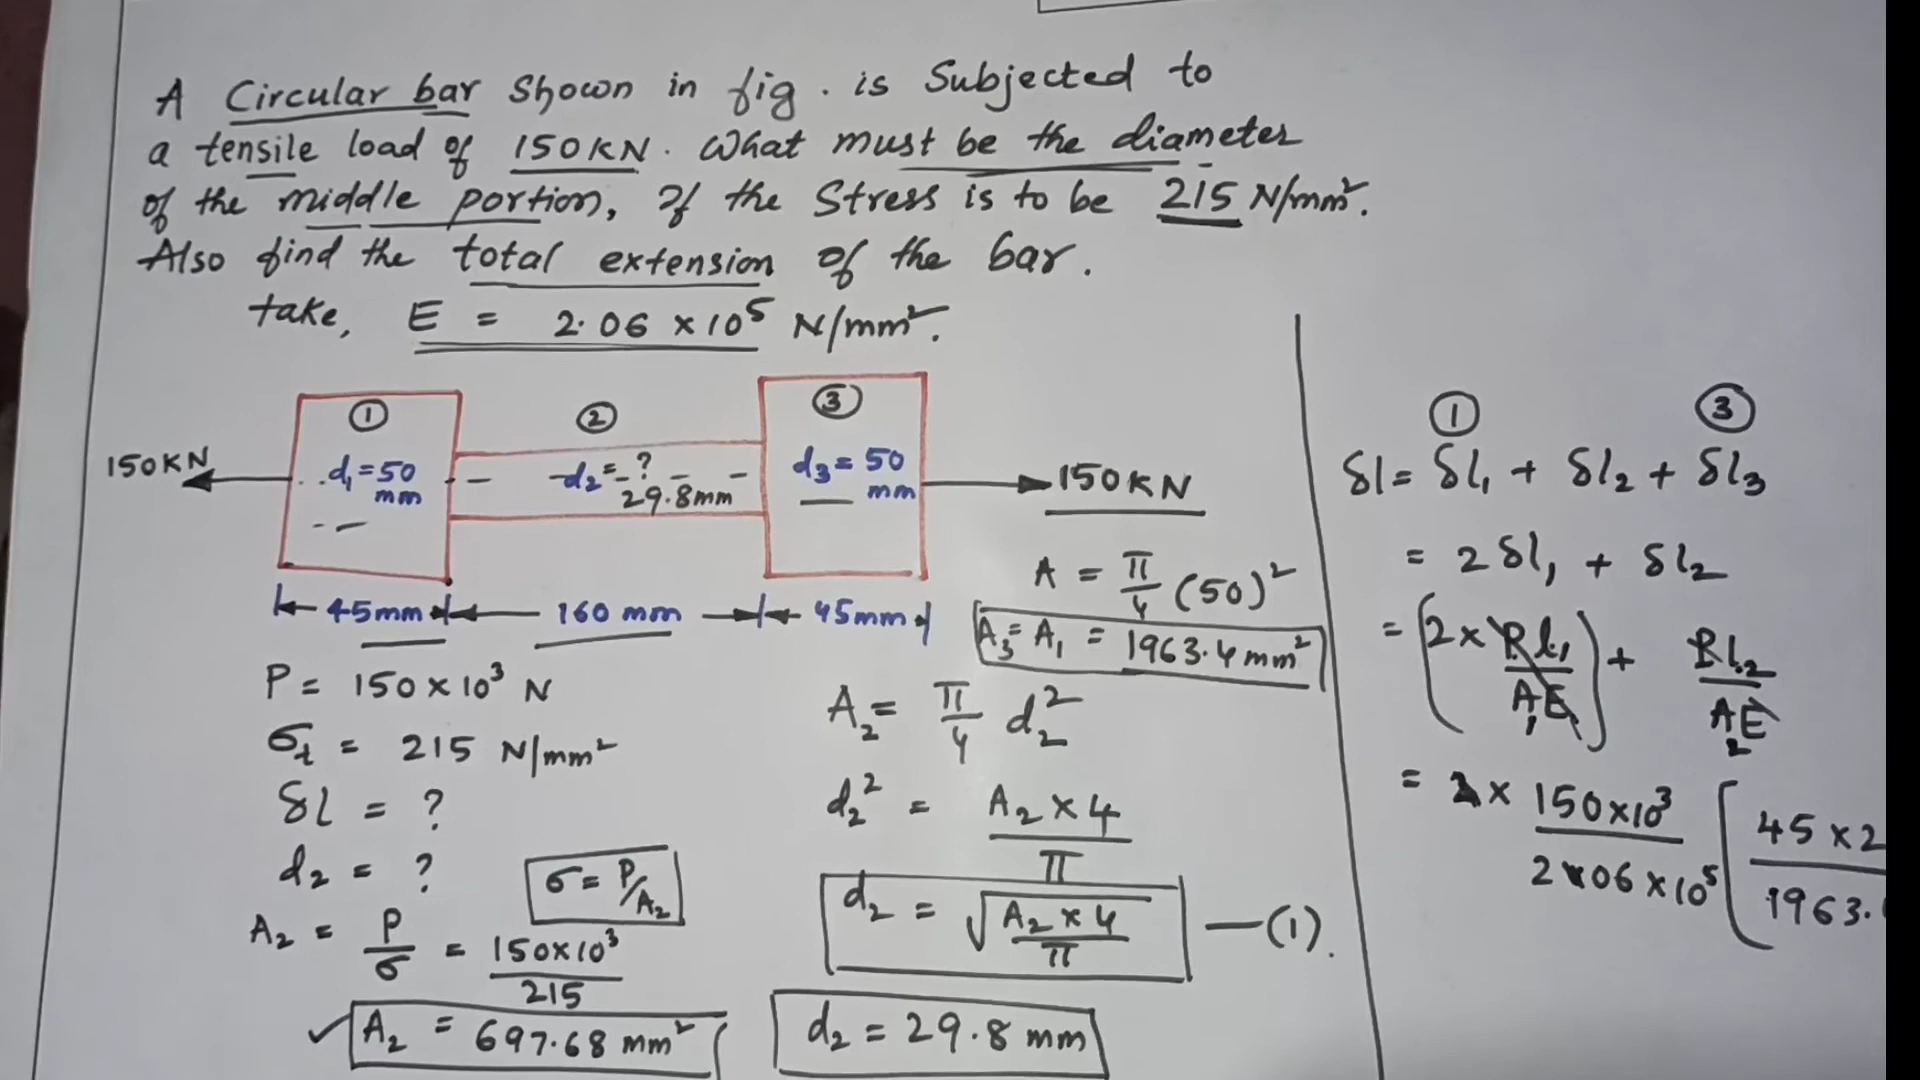 A Circular bar Shown in fig. is Subjected to
a tensile load of 150KN. What must be the diameter
of the middle portion, If the Stress is to be 215 N/mm².
Also find the total extension of the bar.
take, E = 2.06 × 10⁵ N/mm².
① ② ③
150KN d₁=50 mm d₂=? 29.8mm d₃=50 mm 150KN
45mm 160 mm 45mm
P = 150×10³ N
σt = 215 N/mm²
δl = ?
d₂ = ?
σ = P/A₂
A₂ = P/σ = 150×10³/215
A₂ = 697.68 mm²
A = π/4 (50)²
A₃=A₁ = 1963.4 mm²
A₂ = π/4 d₂²
d₂² = A₂×4/π
d₂ = √(A₂×4/π) —(1).
d₂ = 29.8 mm
① ③
δl = δl₁ + δl₂ + δl₃
= 2δl₁ + δl₂
= (2× Pl₁/A₁E) + Pl₂/A₂E
= × 150×10³/2.06×10⁵ [45×2/1963.